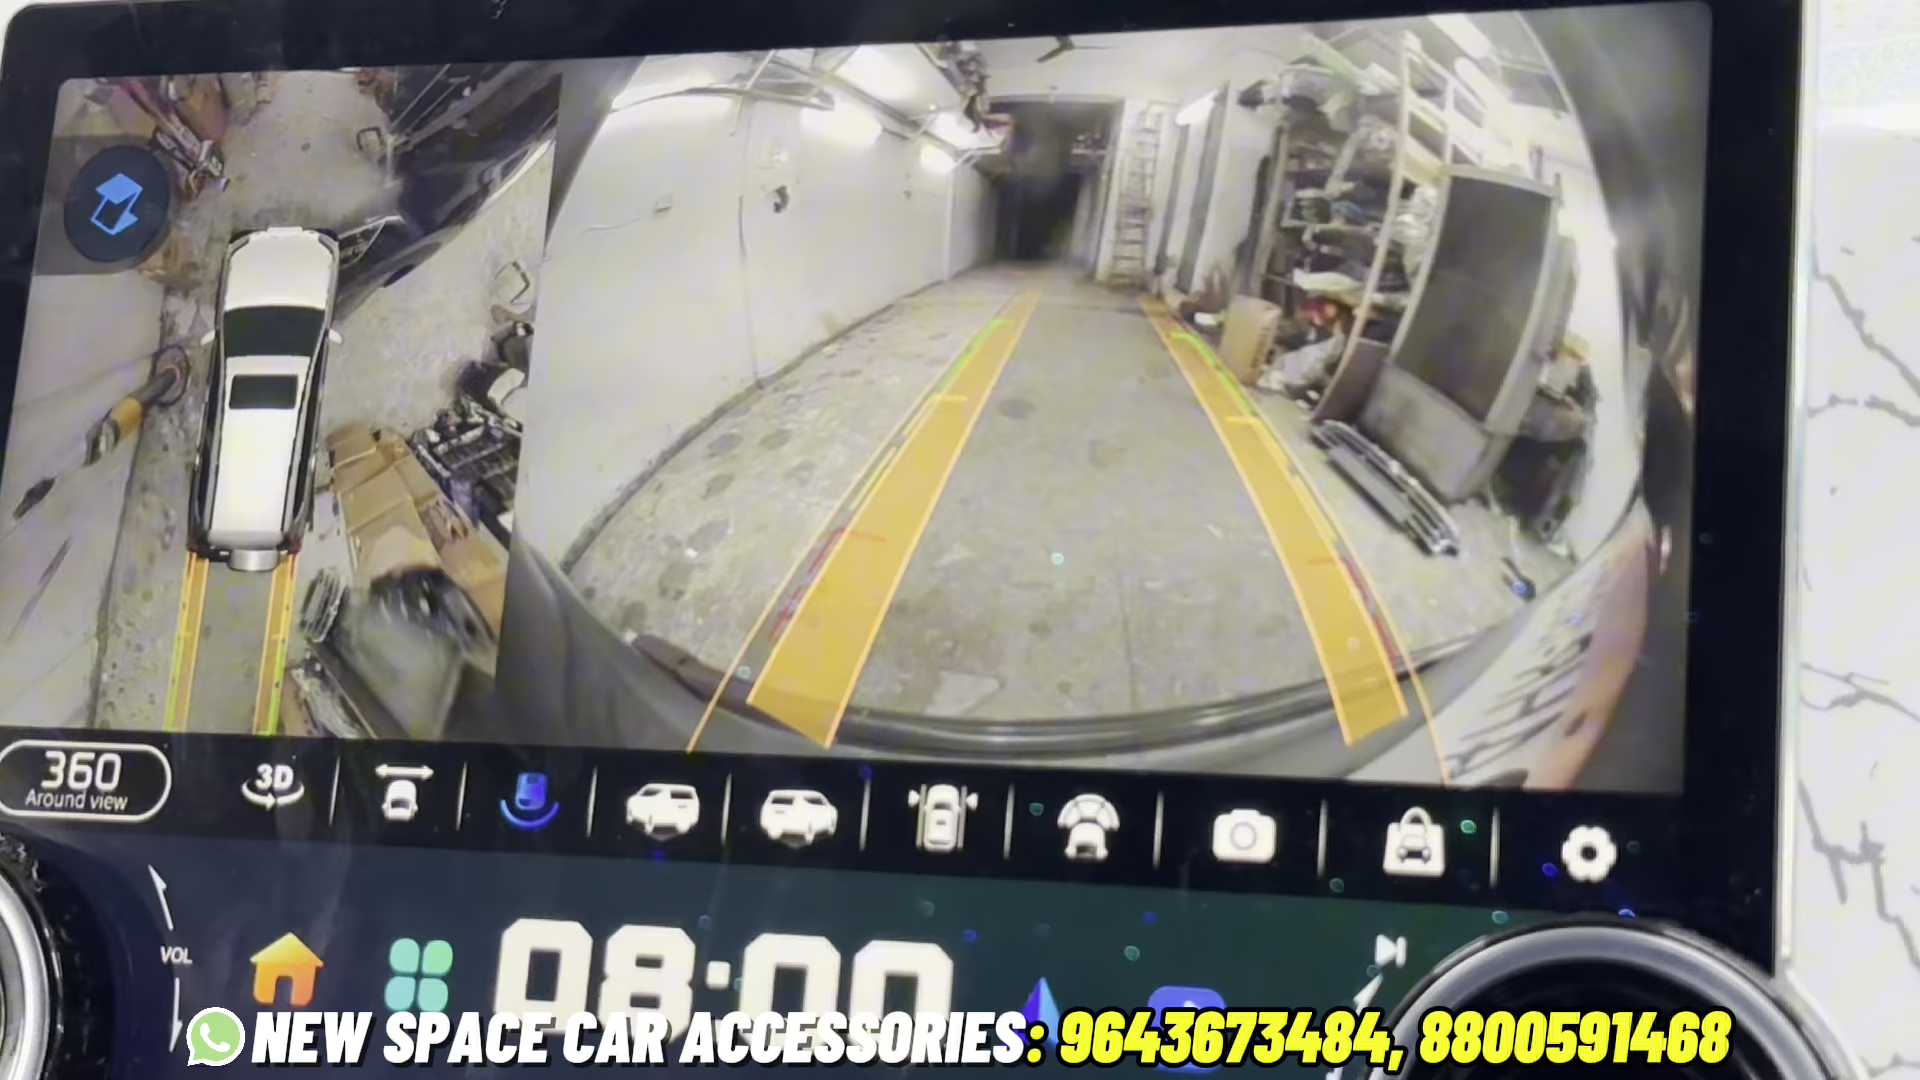 360
Around view
3D
VOL
08:00
NEW SPACE CAR ACCESSORIES: 9643673484, 8800591468